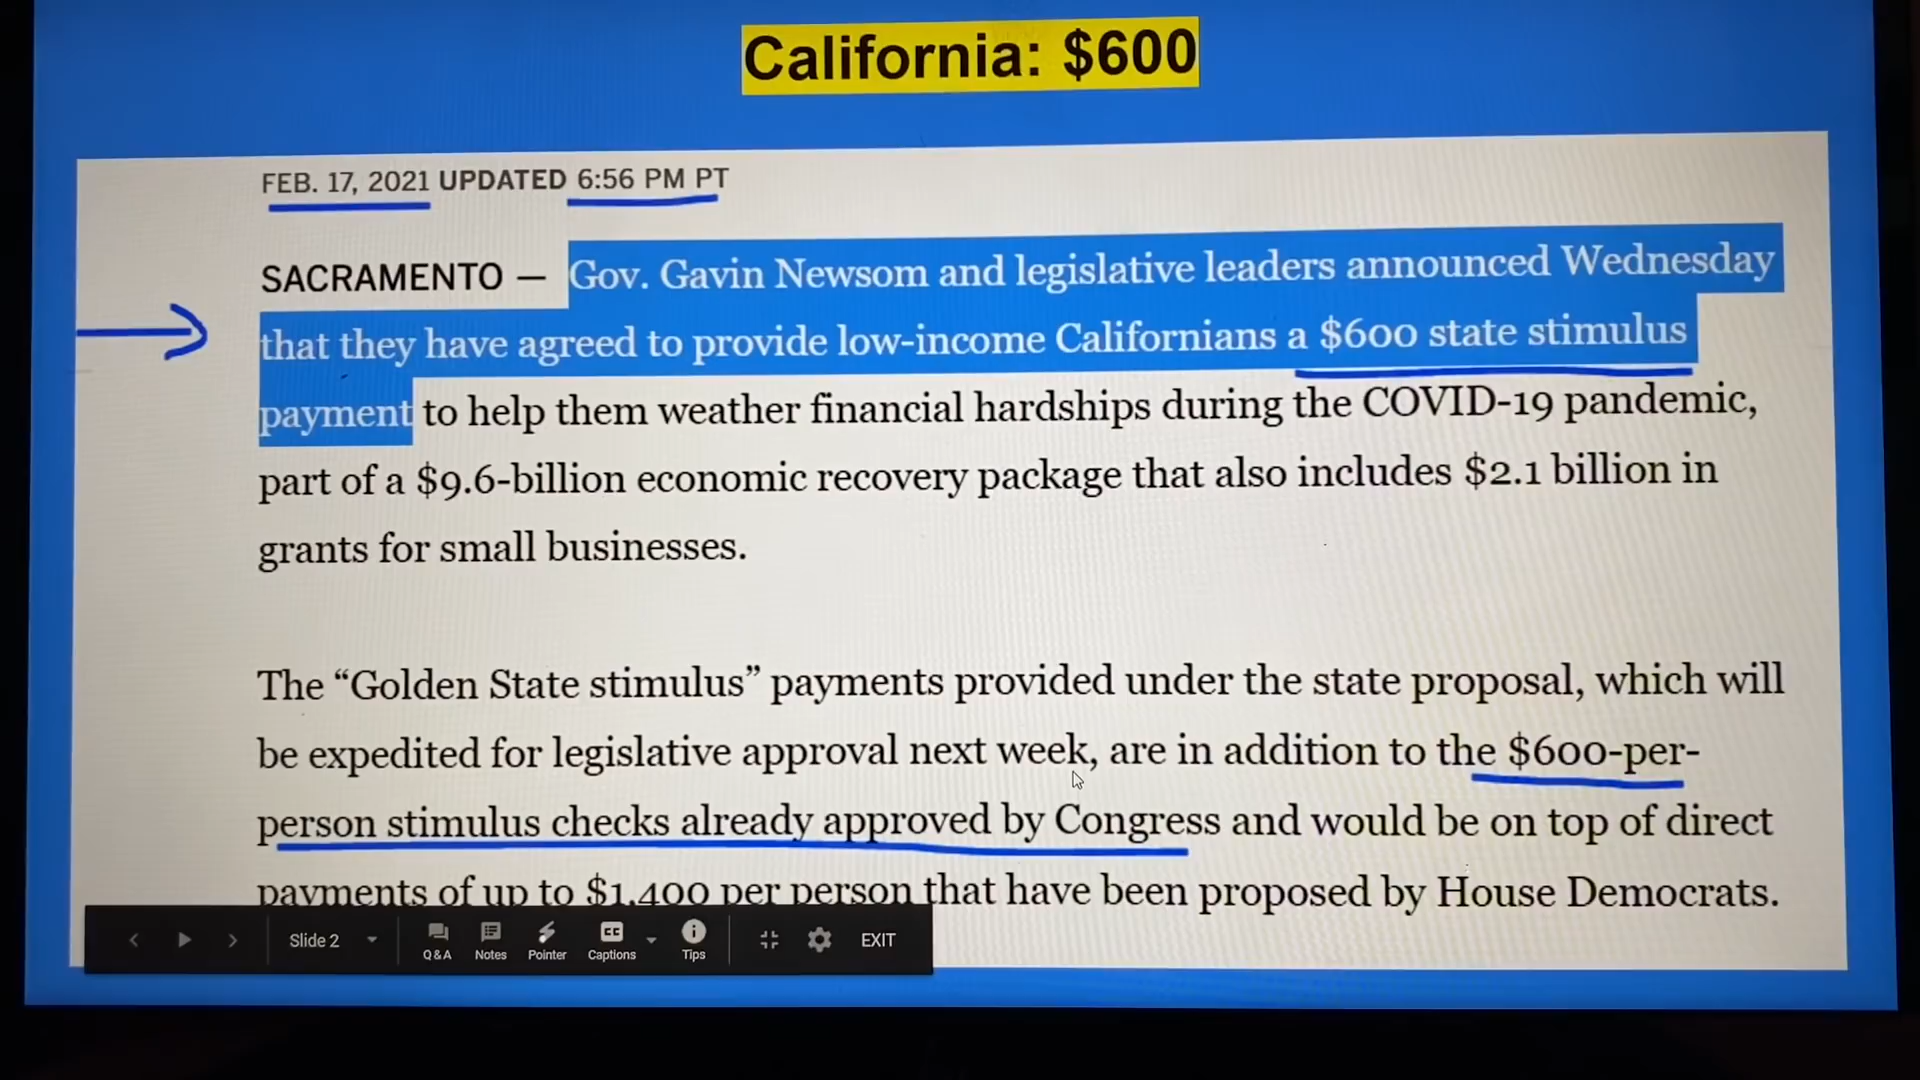 California: $600
FEB. 17, 2021 UPDATED 6:56 PM PT
SACRAMENTO — Gov. Gavin Newsom and legislative leaders announced Wednesday
that they have agreed to provide low-income Californians a $600 state stimulus
payment to help them weather financial hardships during the COVID-19 pandemic,
part of a $9.6-billion economic recovery package that also includes $2.1 billion in
grants for small businesses.
The “Golden State stimulus” payments provided under the state proposal, which will
be expedited for legislative approval next week, are in addition to the $600-per-
person stimulus checks already approved by Congress and would be on top of direct
payments of up to $1,400 per person that have been proposed by House Democrats.
Slide 2
Q&A
Notes
Pointer
CC
Captions
Tips
EXIT